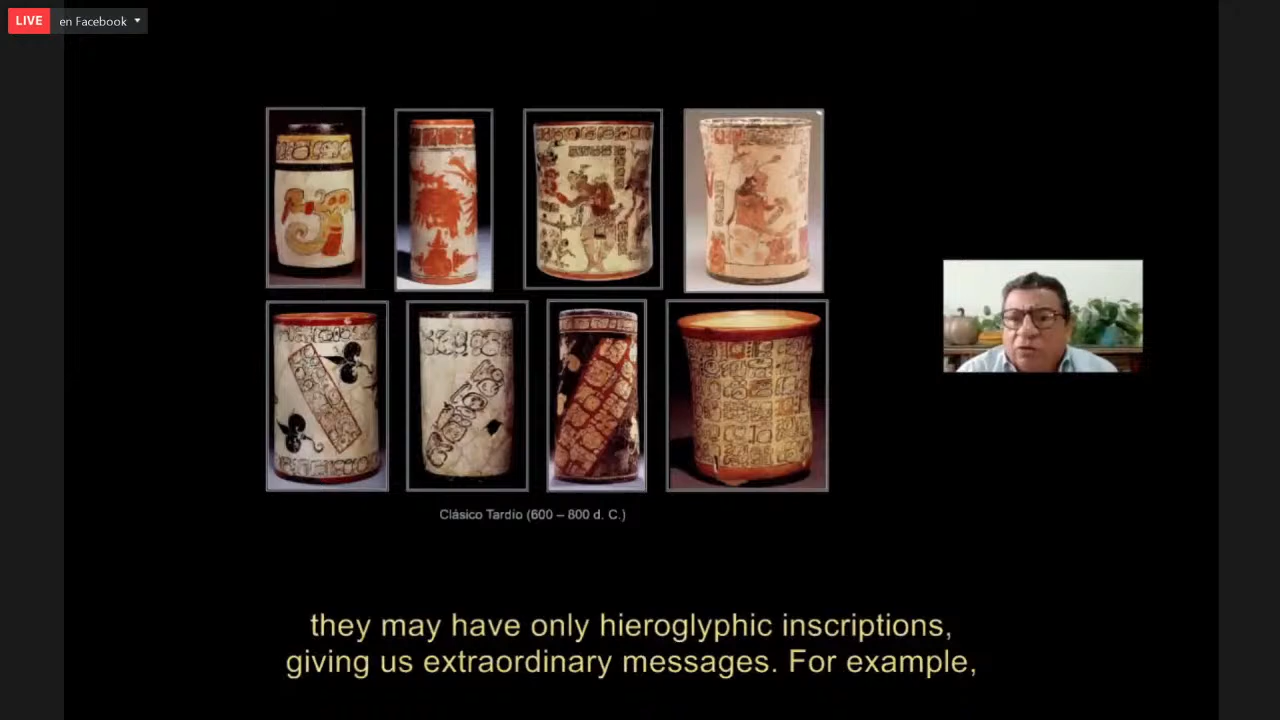 LIVE en Facebook
Clásico Tardío (600 – 800 d. C.)
they may have only hieroglyphic inscriptions,
giving us extraordinary messages. For example,